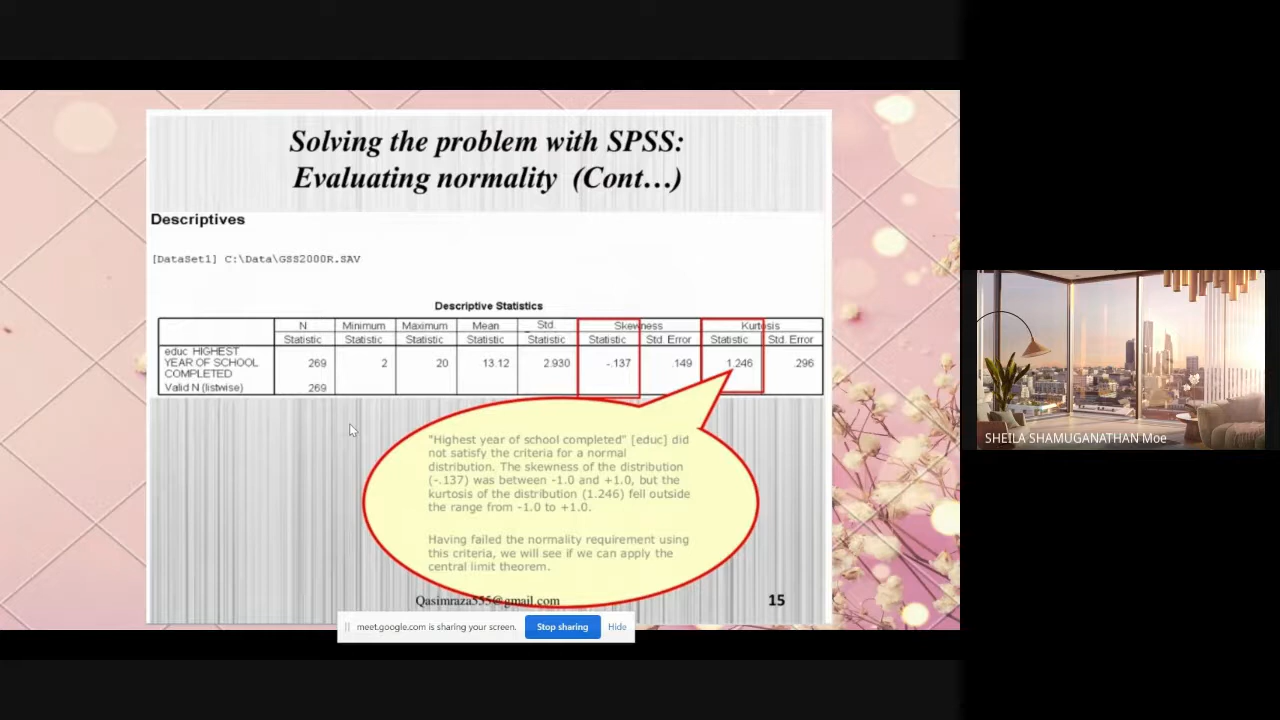 Solving the problem with SPSS:
Evaluating normality (Cont…)
Descriptives
[DataSet1] C:\Data\GSS2000R.SAV
Descriptive Statistics
N Minimum Maximum Mean Std. Skewness Kurtosis
Statistic Statistic Statistic Statistic Statistic Statistic Std. Error Statistic Std. Error
educ HIGHEST
YEAR OF SCHOOL 269 2 20 13.12 2.930 -.137 .149 1.246 .296
COMPLETED
Valid N (listwise) 269
"Highest year of school completed" [educ] did
not satisfy the criteria for a normal
distribution. The skewness of the distribution
(-.137) was between -1.0 and +1.0, but the
kurtosis of the distribution (1.246) fell outside
the range from -1.0 to +1.0.
Having failed the normality requirement using
this criteria, we will see if we can apply the
central limit theorem.
Qasimraza555@gmail.com 15
meet.google.com is sharing your screen. Stop sharing Hide
SHEILA SHAMUGANATHAN Moe